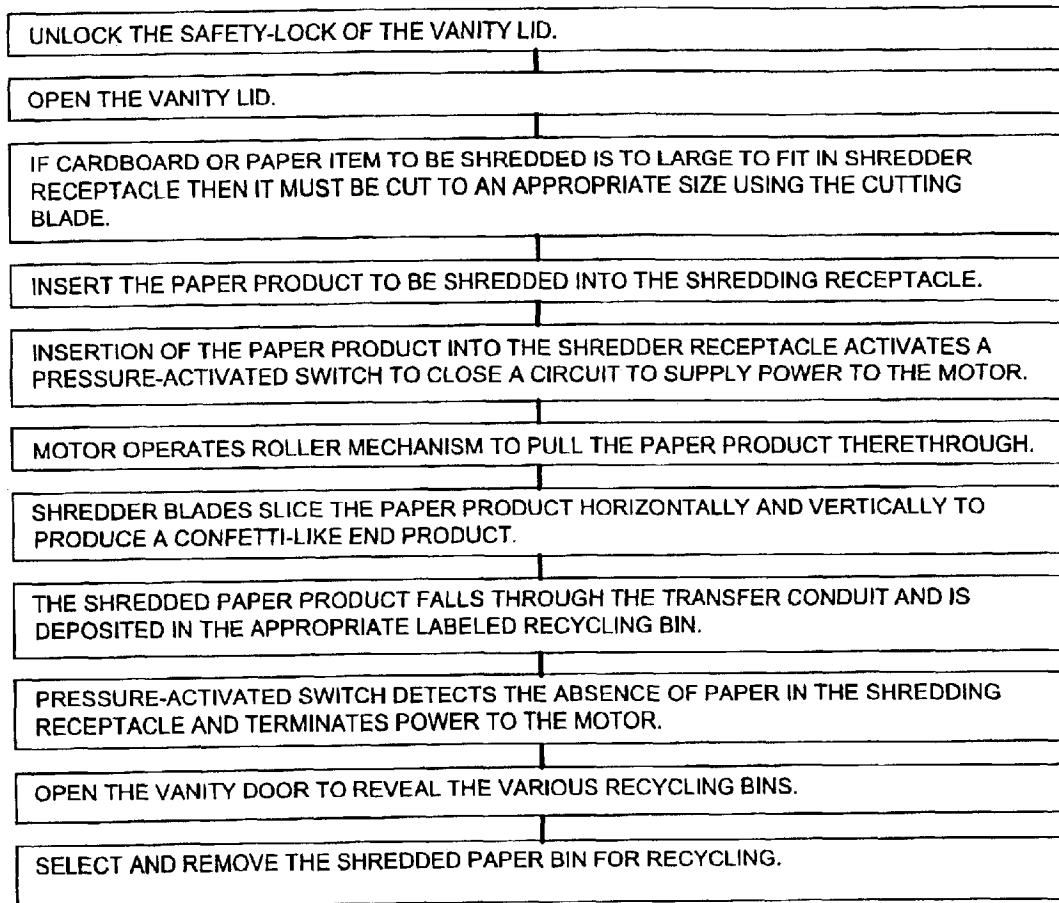 UNLOCK THE SAFETY-LOCK OF THE VANITY LID.
OPEN THE VANITY LID.
IF CARDBOARD OR PAPER ITEM TO BE SHREDDED IS TO LARGE TO FIT IN SHREDDER
RECEPTACLE THEN IT MUST BE CUT TO AN APPROPRIATE SIZE USING THE CUTTING
BLADE.
INSERT THE PAPER PRODUCT TO BE SHREDDED INTO THE SHREDDING RECEPTACLE.
INSERTION OF THE PAPER PRODUCT INTO THE SHREDDER RECEPTACLE ACTIVATES A
PRESSURE-ACTIVATED SWITCH TO CLOSE A CIRCUIT TO SUPPLY POWER TO THE MOTOR.
MOTOR OPERATES ROLLER MECHANISM TO PULL THE PAPER PRODUCT THERETHROUGH.
SHREDDER BLADES SLICE THE PAPER PRODUCT HORIZONTALLY AND VERTICALLY TO
PRODUCE A CONFETTI-LIKE END PRODUCT.
THE SHREDDED PAPER PRODUCT FALLS THROUGH THE TRANSFER CONDUIT AND IS
DEPOSITED IN THE APPROPRIATE LABELED RECYCLING BIN.
PRESSURE-ACTIVATED SWITCH DETECTS THE ABSENCE OF PAPER IN THE SHREDDING
RECEPTACLE AND TERMINATES POWER TO THE MOTOR.
OPEN THE VANITY DOOR TO REVEAL THE VARIOUS RECYCLING BINS.
SELECT AND REMOVE THE SHREDDED PAPER BIN FOR RECYCLING.